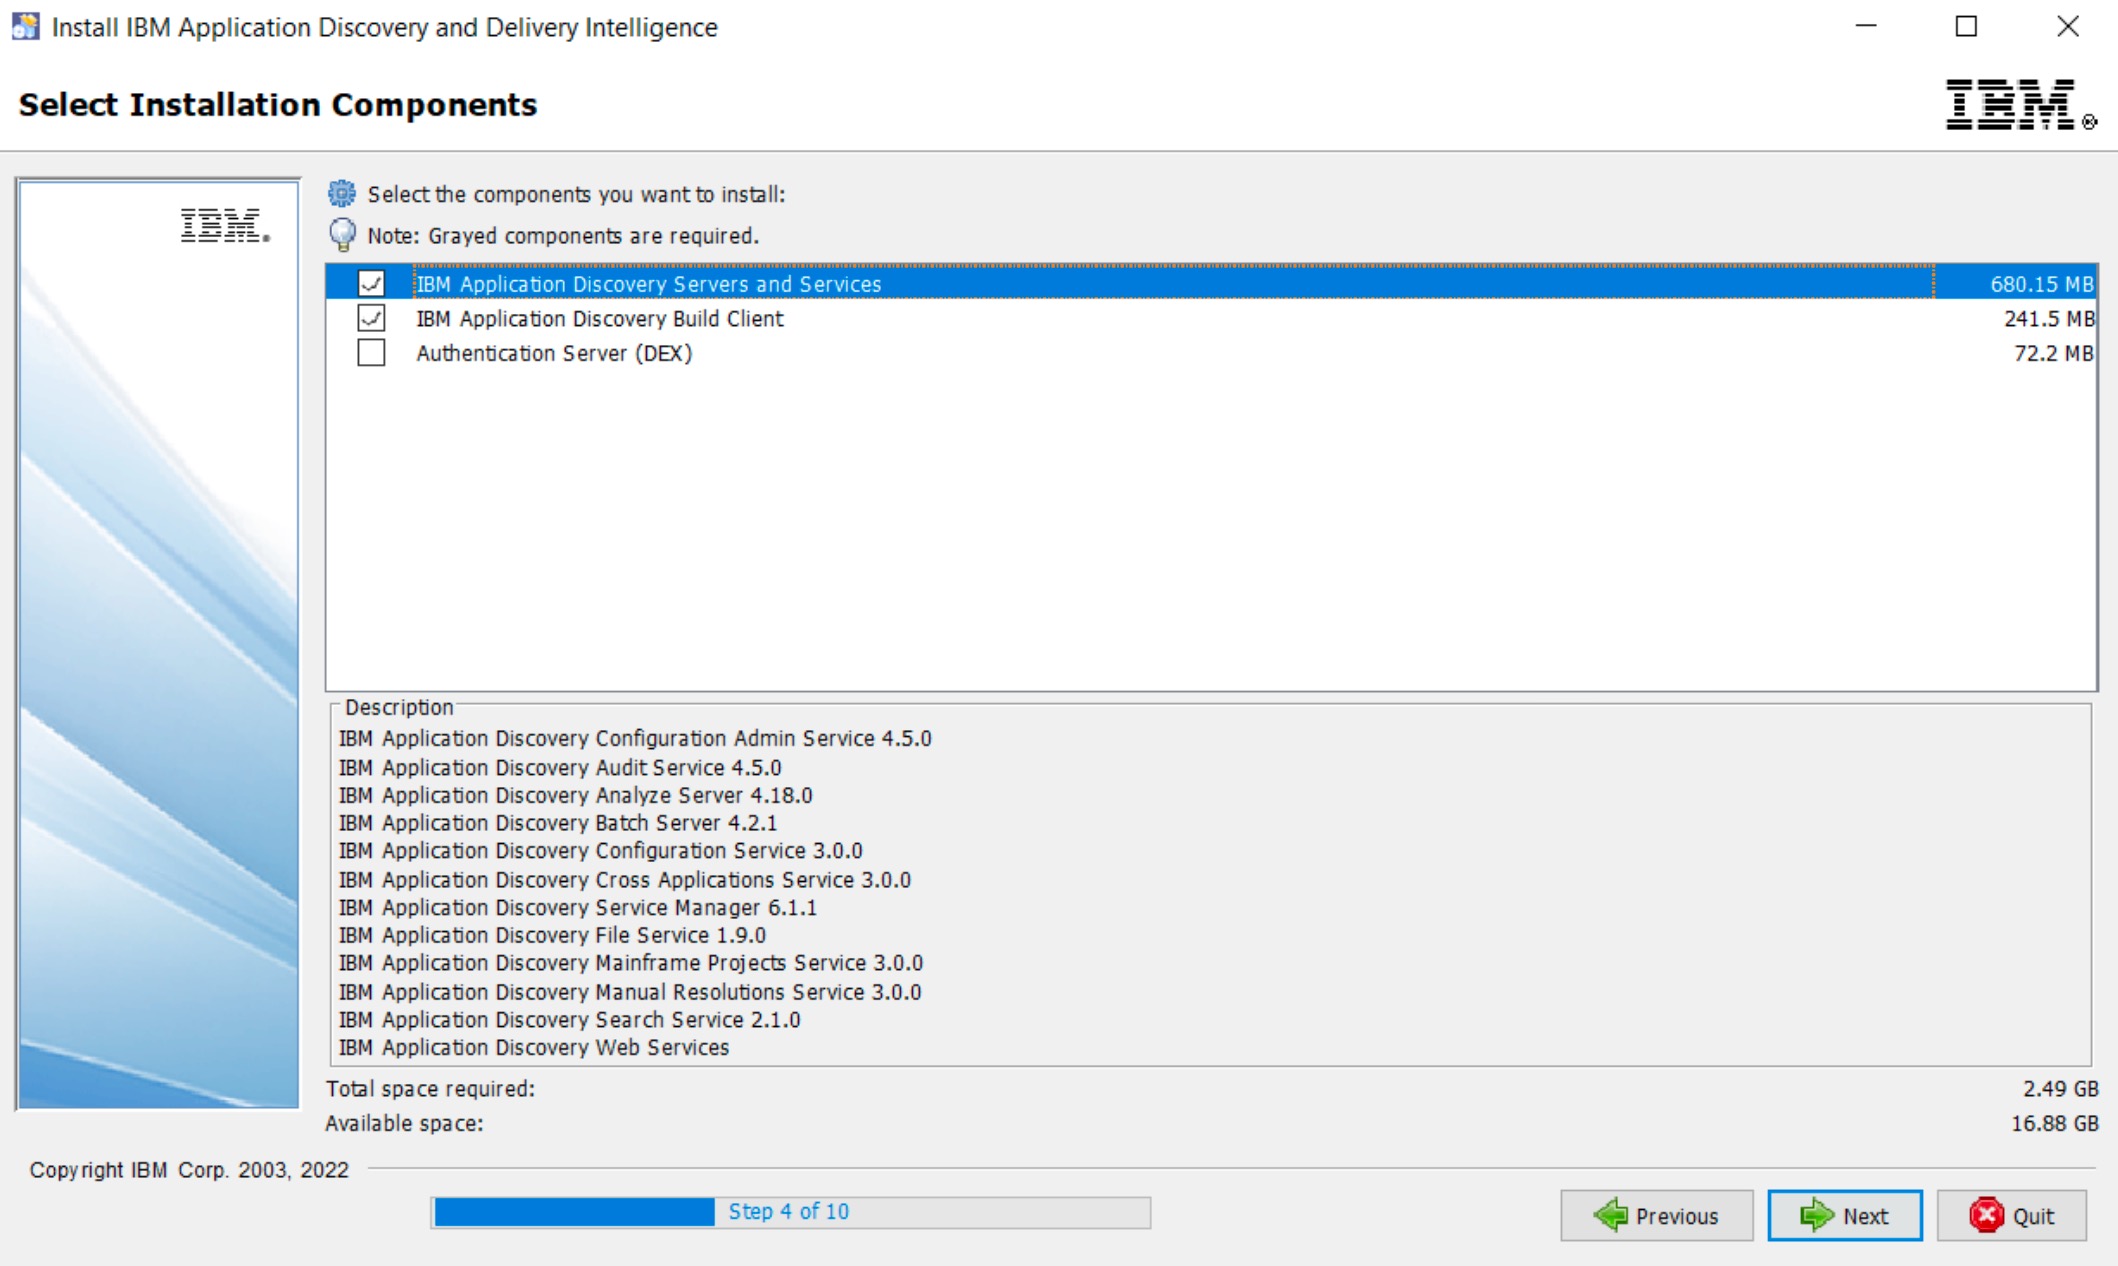 Install IBM Application Discovery and Delivery Intelligence
Select Installation Components
IBM®
IBM®
Select the components you want to install:
Note: Grayed components are required.
IBM Application Discovery Servers and Services 680.15 MB
IBM Application Discovery Build Client 241.5 MB
Authentication Server (DEX) 72.2 MB
Description
IBM Application Discovery Configuration Admin Service 4.5.0
IBM Application Discovery Audit Service 4.5.0
IBM Application Discovery Analyze Server 4.18.0
IBM Application Discovery Batch Server 4.2.1
IBM Application Discovery Configuration Service 3.0.0
IBM Application Discovery Cross Applications Service 3.0.0
IBM Application Discovery Service Manager 6.1.1
IBM Application Discovery File Service 1.9.0
IBM Application Discovery Mainframe Projects Service 3.0.0
IBM Application Discovery Manual Resolutions Service 3.0.0
IBM Application Discovery Search Service 2.1.0
IBM Application Discovery Web Services
Total space required: 2.49 GB
Available space: 16.88 GB
Copyright IBM Corp. 2003, 2022
Step 4 of 10
Previous Next Quit